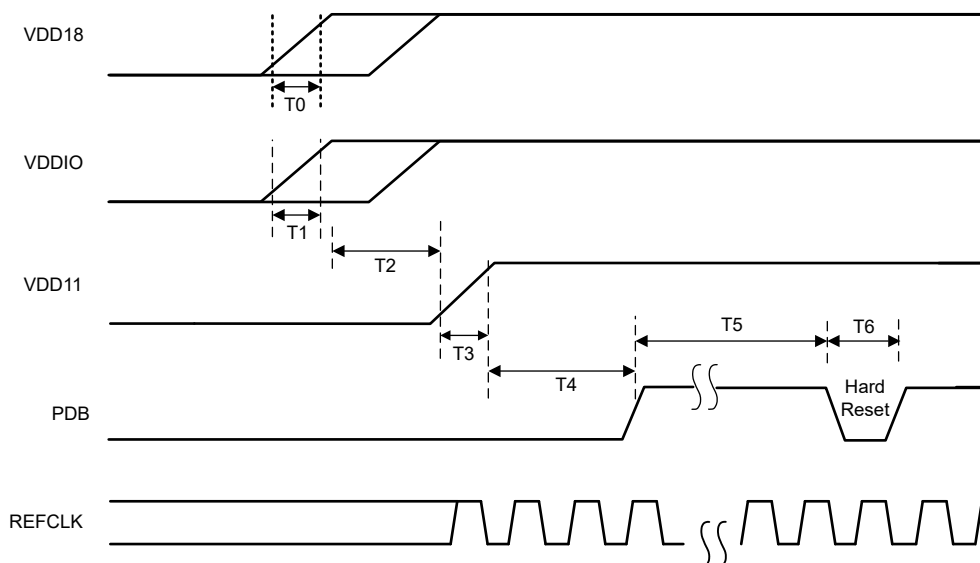 VDD18
T0
VDDIO
T1
T2
VDD11
T3
T5
T6
T4
Hard
Reset
PDB
REFCLK